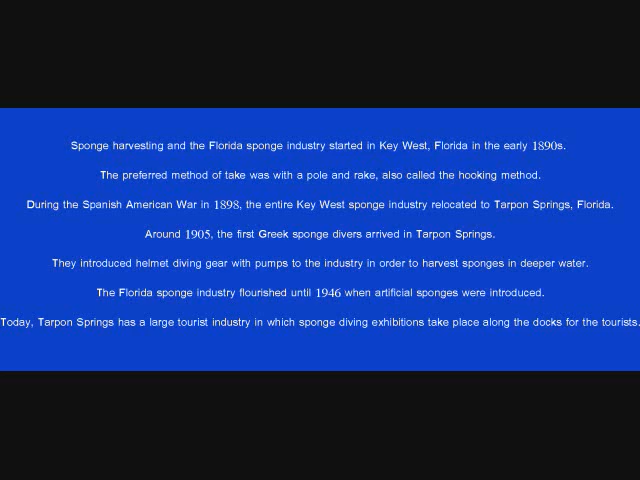 Sponge harvesting and the Florida sponge industry started in Key West, Florida in the early 1890s.
The preferred method of take was with a pole and rake, also called the hooking method.
During the Spanish American War in 1898, the entire Key West sponge industry relocated to Tarpon Springs, Florida.
Around 1905, the first Greek sponge divers arrived in Tarpon Springs.
They introduced helmet diving gear with pumps to the industry in order to harvest sponges in deeper water.
The Florida sponge industry flourished until 1946 when artificial sponges were introduced.
Today, Tarpon Springs has a large tourist industry in which sponge diving exhibitions take place along the docks for the tourists.